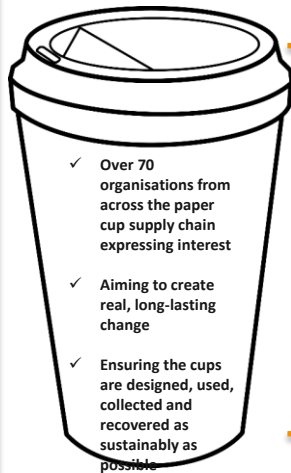 ✓ Over 70
organisations from
across the paper
cup supply chain
expressing interest
✓ Aiming to create
real, long-lasting
change
✓ Ensuring the cups
are designed, used,
collected and
recovered as
sustainably as
possible